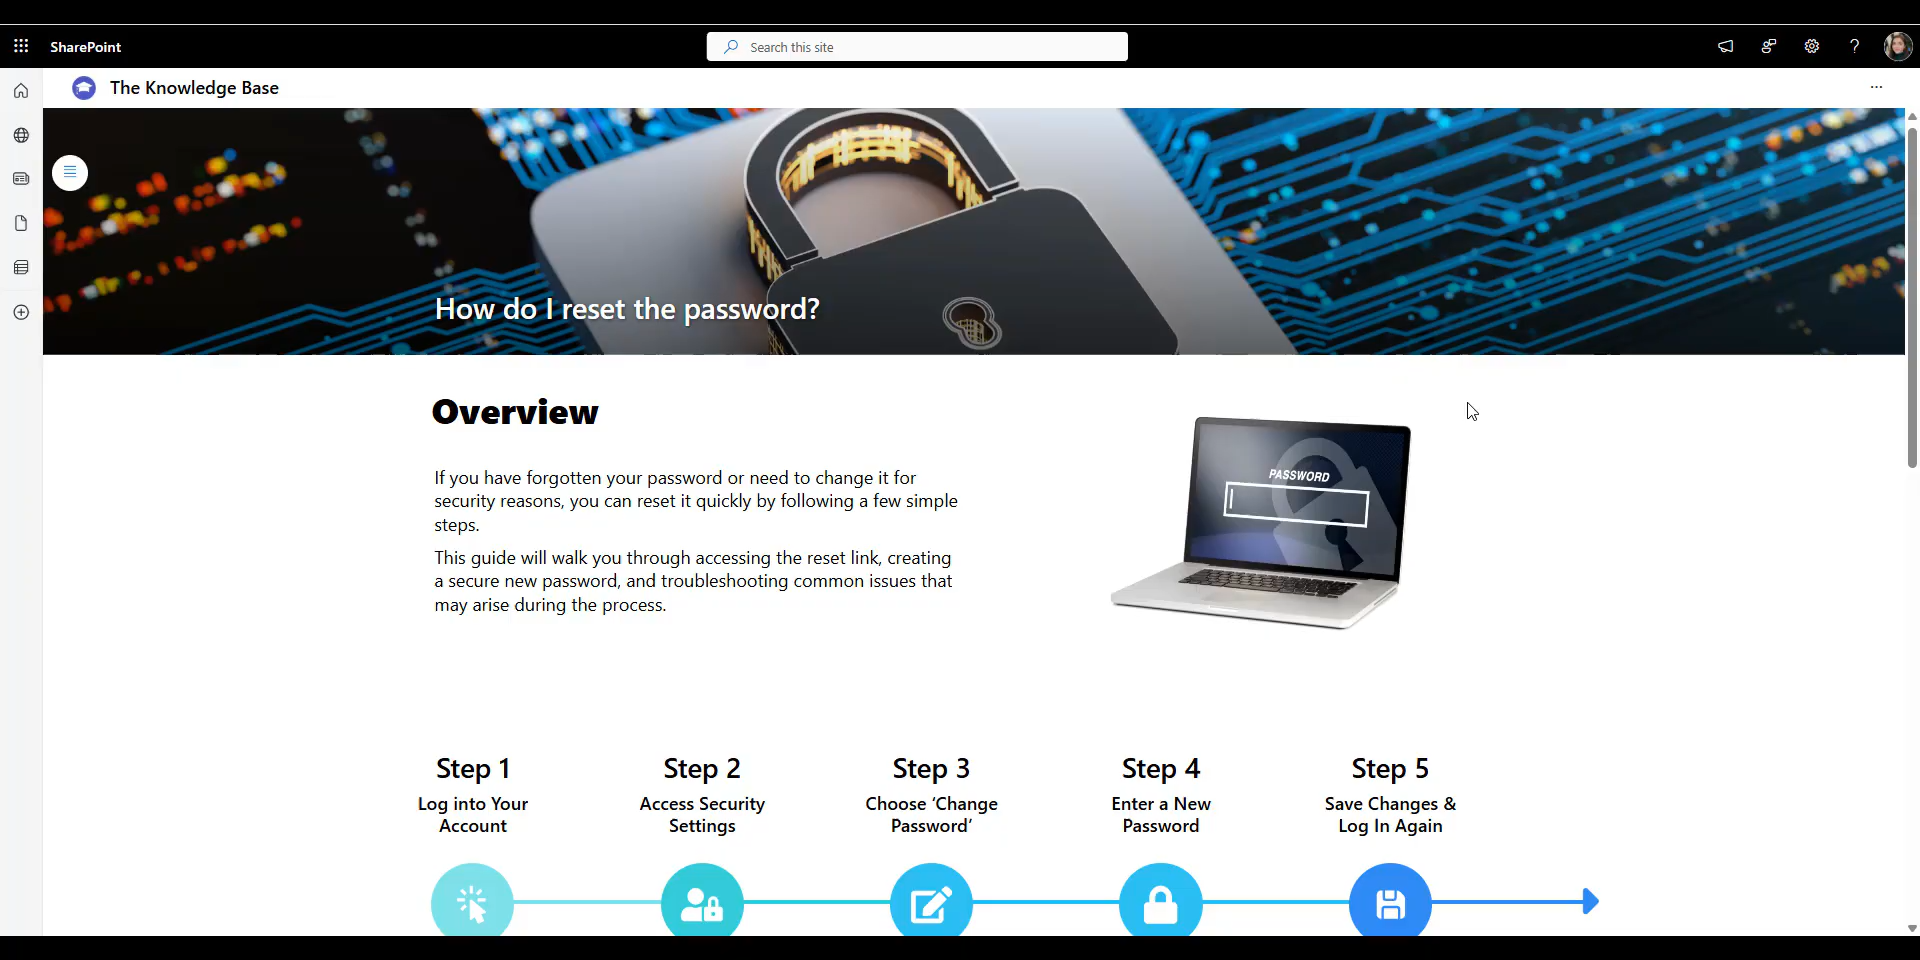 SharePoint
Search this site
The Knowledge Base
How do I reset the password?
Overview
If you have forgotten your password or need to change it for
security reasons, you can reset it quickly by following a few simple
steps.
This guide will walk you through accessing the reset link, creating
a secure new password, and troubleshooting common issues that
may arise during the process.
PASSWORD
Step 1
Log into Your
Account
Step 2
Access Security
Settings
Step 3
Choose ‘Change
Password’
Step 4
Enter a New
Password
Step 5
Save Changes &
Log In Again